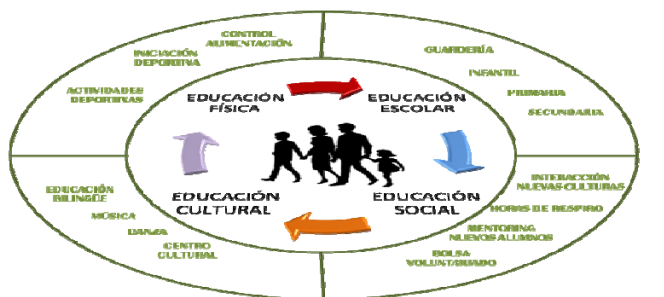 CONTROL
ALIMENTACIÓN
INICIACIÓN
DEPORTIVA
ACTIVIDADES
DEPORTIVAS
GUARDERÍA
INFANTIL
PRIMARIA
SECUNDARIA
EDUCACIÓN
FÍSICA
EDUCACIÓN
ESCOLAR
EDUCACIÓN
CULTURAL
EDUCACIÓN
SOCIAL
EDUCACIÓN
BILINGÜE
MÚSICA
DANZA
CENTRO
CULTURAL
INTERACCIÓN
NUEVAS CULTURAS
HORAS DE RESPIRO
MENTORING
NUEVOS ALUMNOS
BOLSA
VOLUNTARIADO